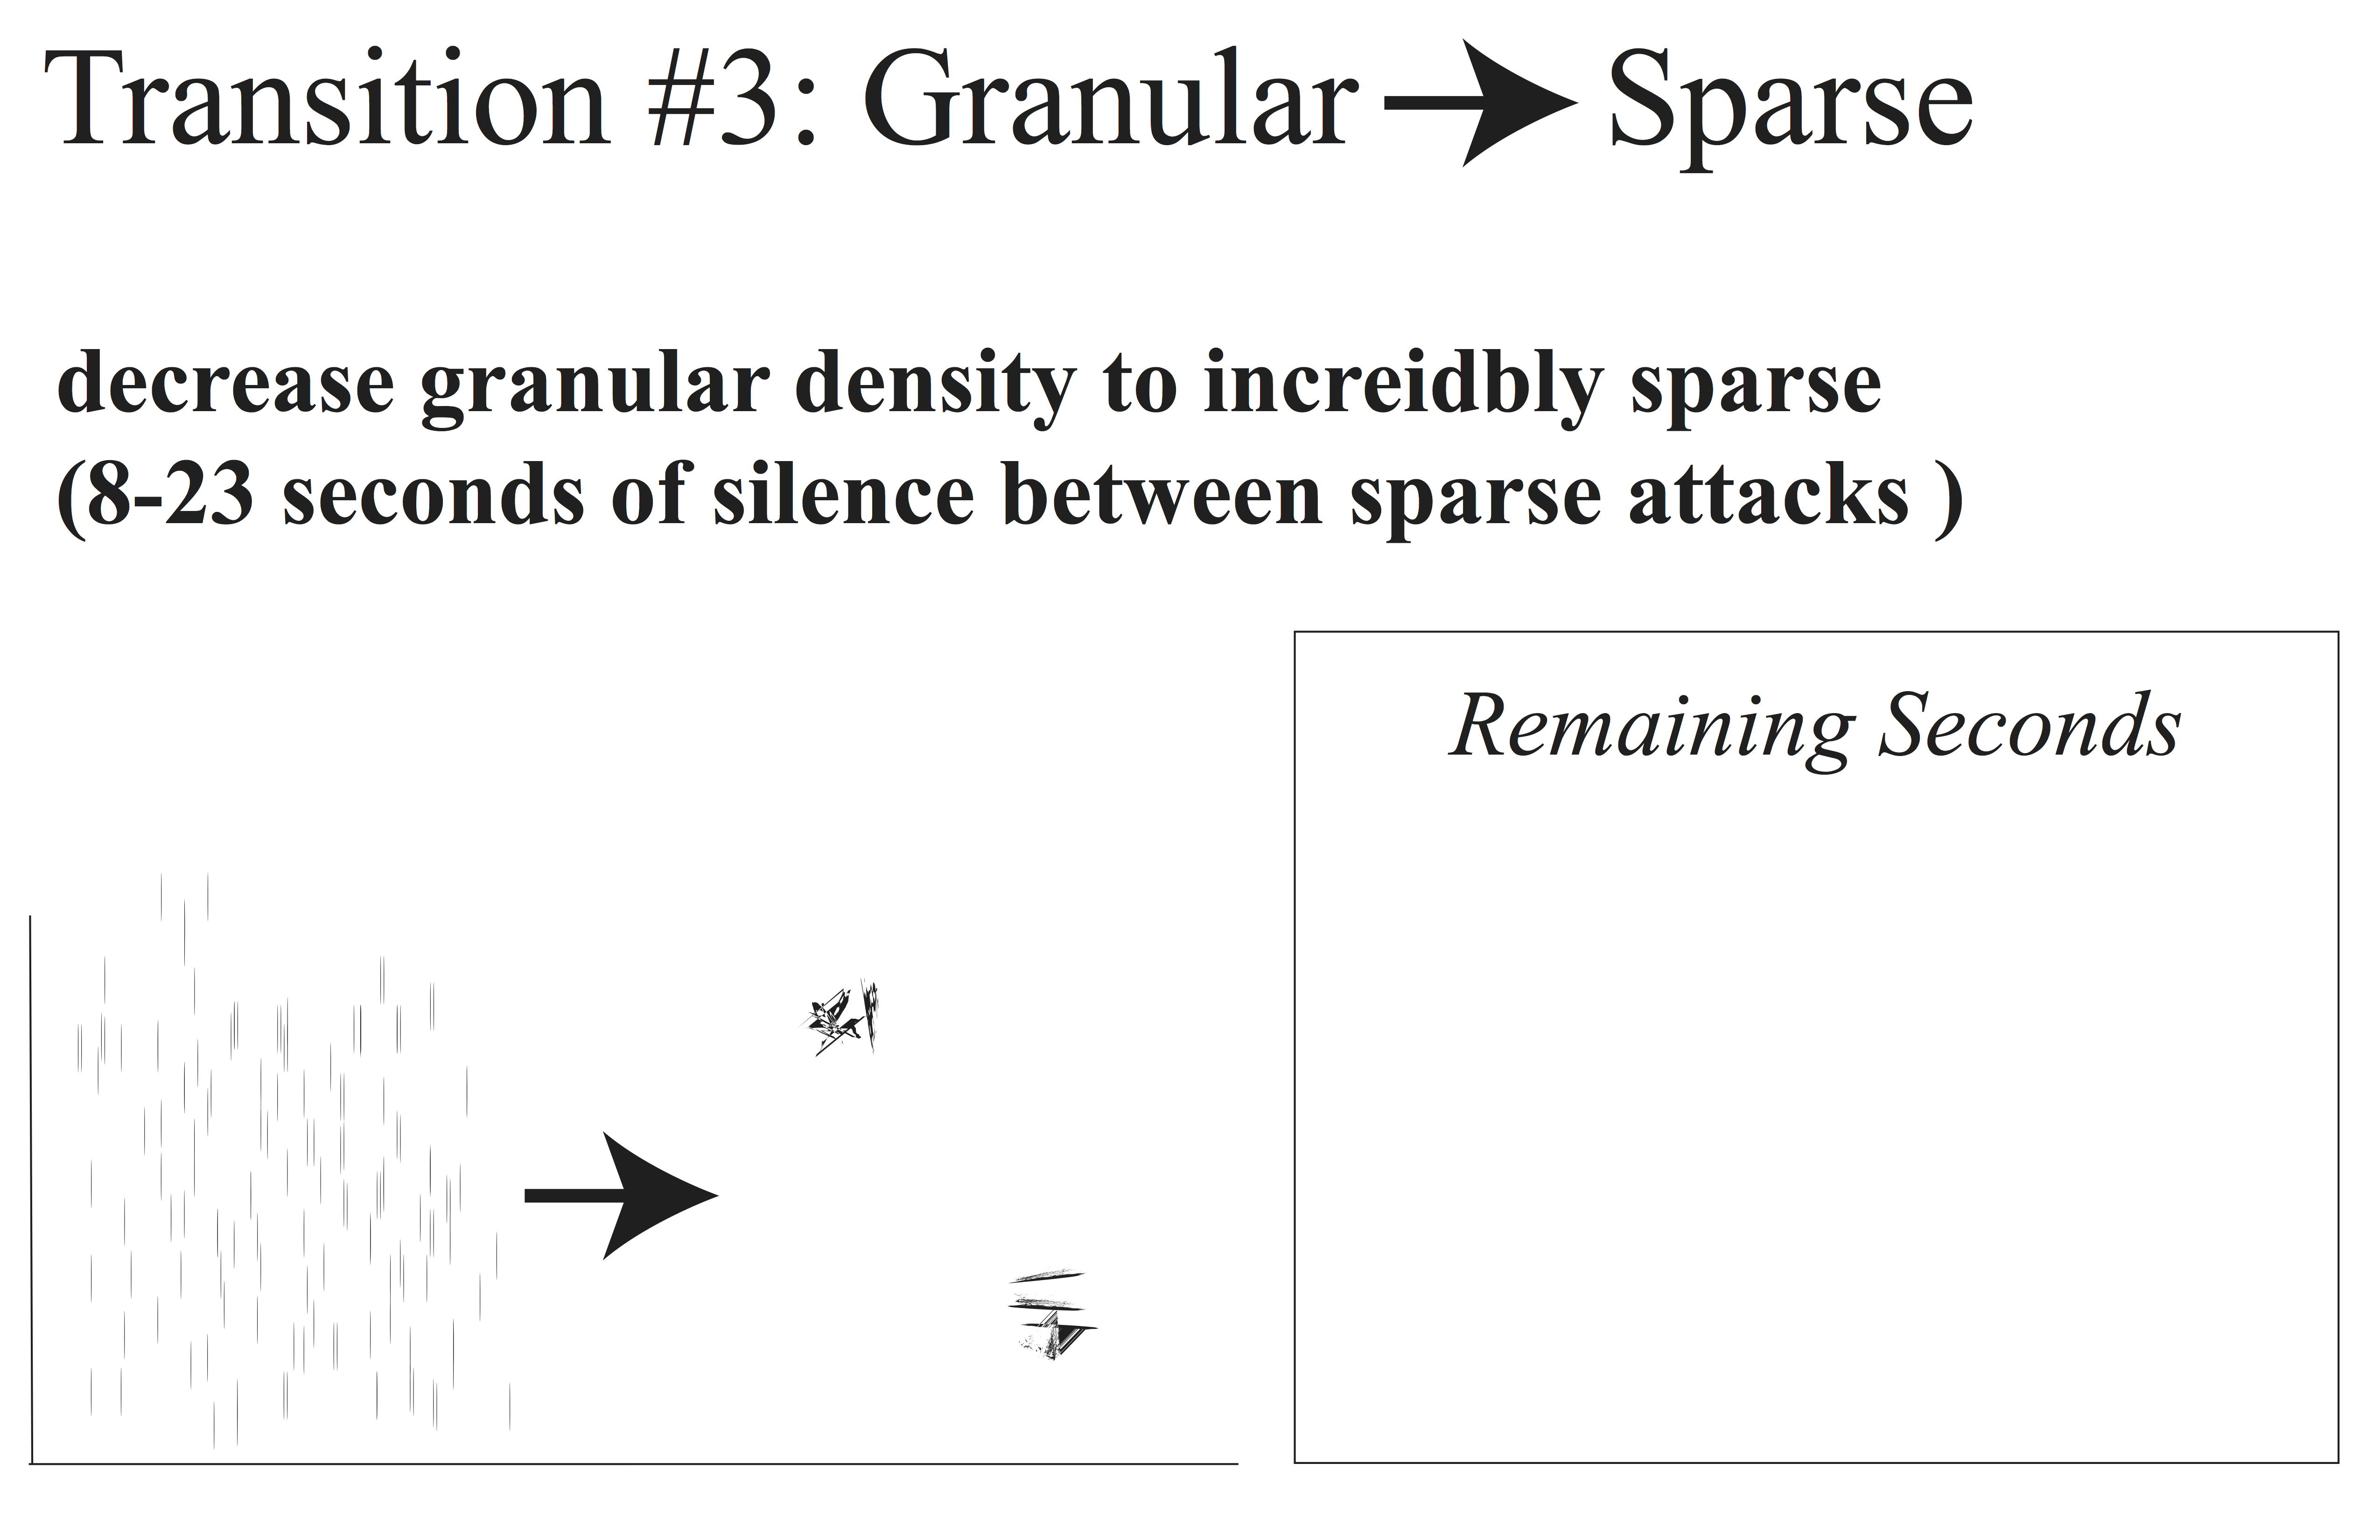 Transition #3: Granular → Sparse
decrease granular density to increidbly sparse
(8-23 seconds of silence between sparse attacks )
Remaining Seconds